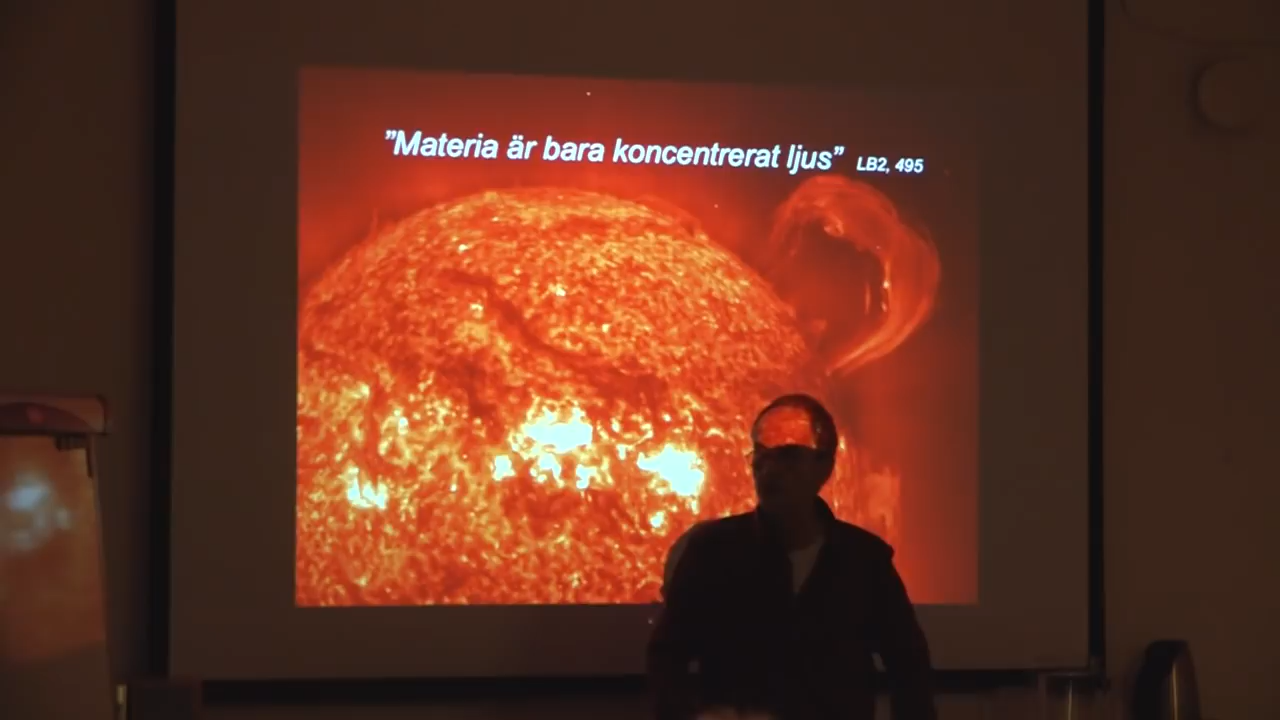 ”Materia är bara koncentrerat ljus” LB2, 495